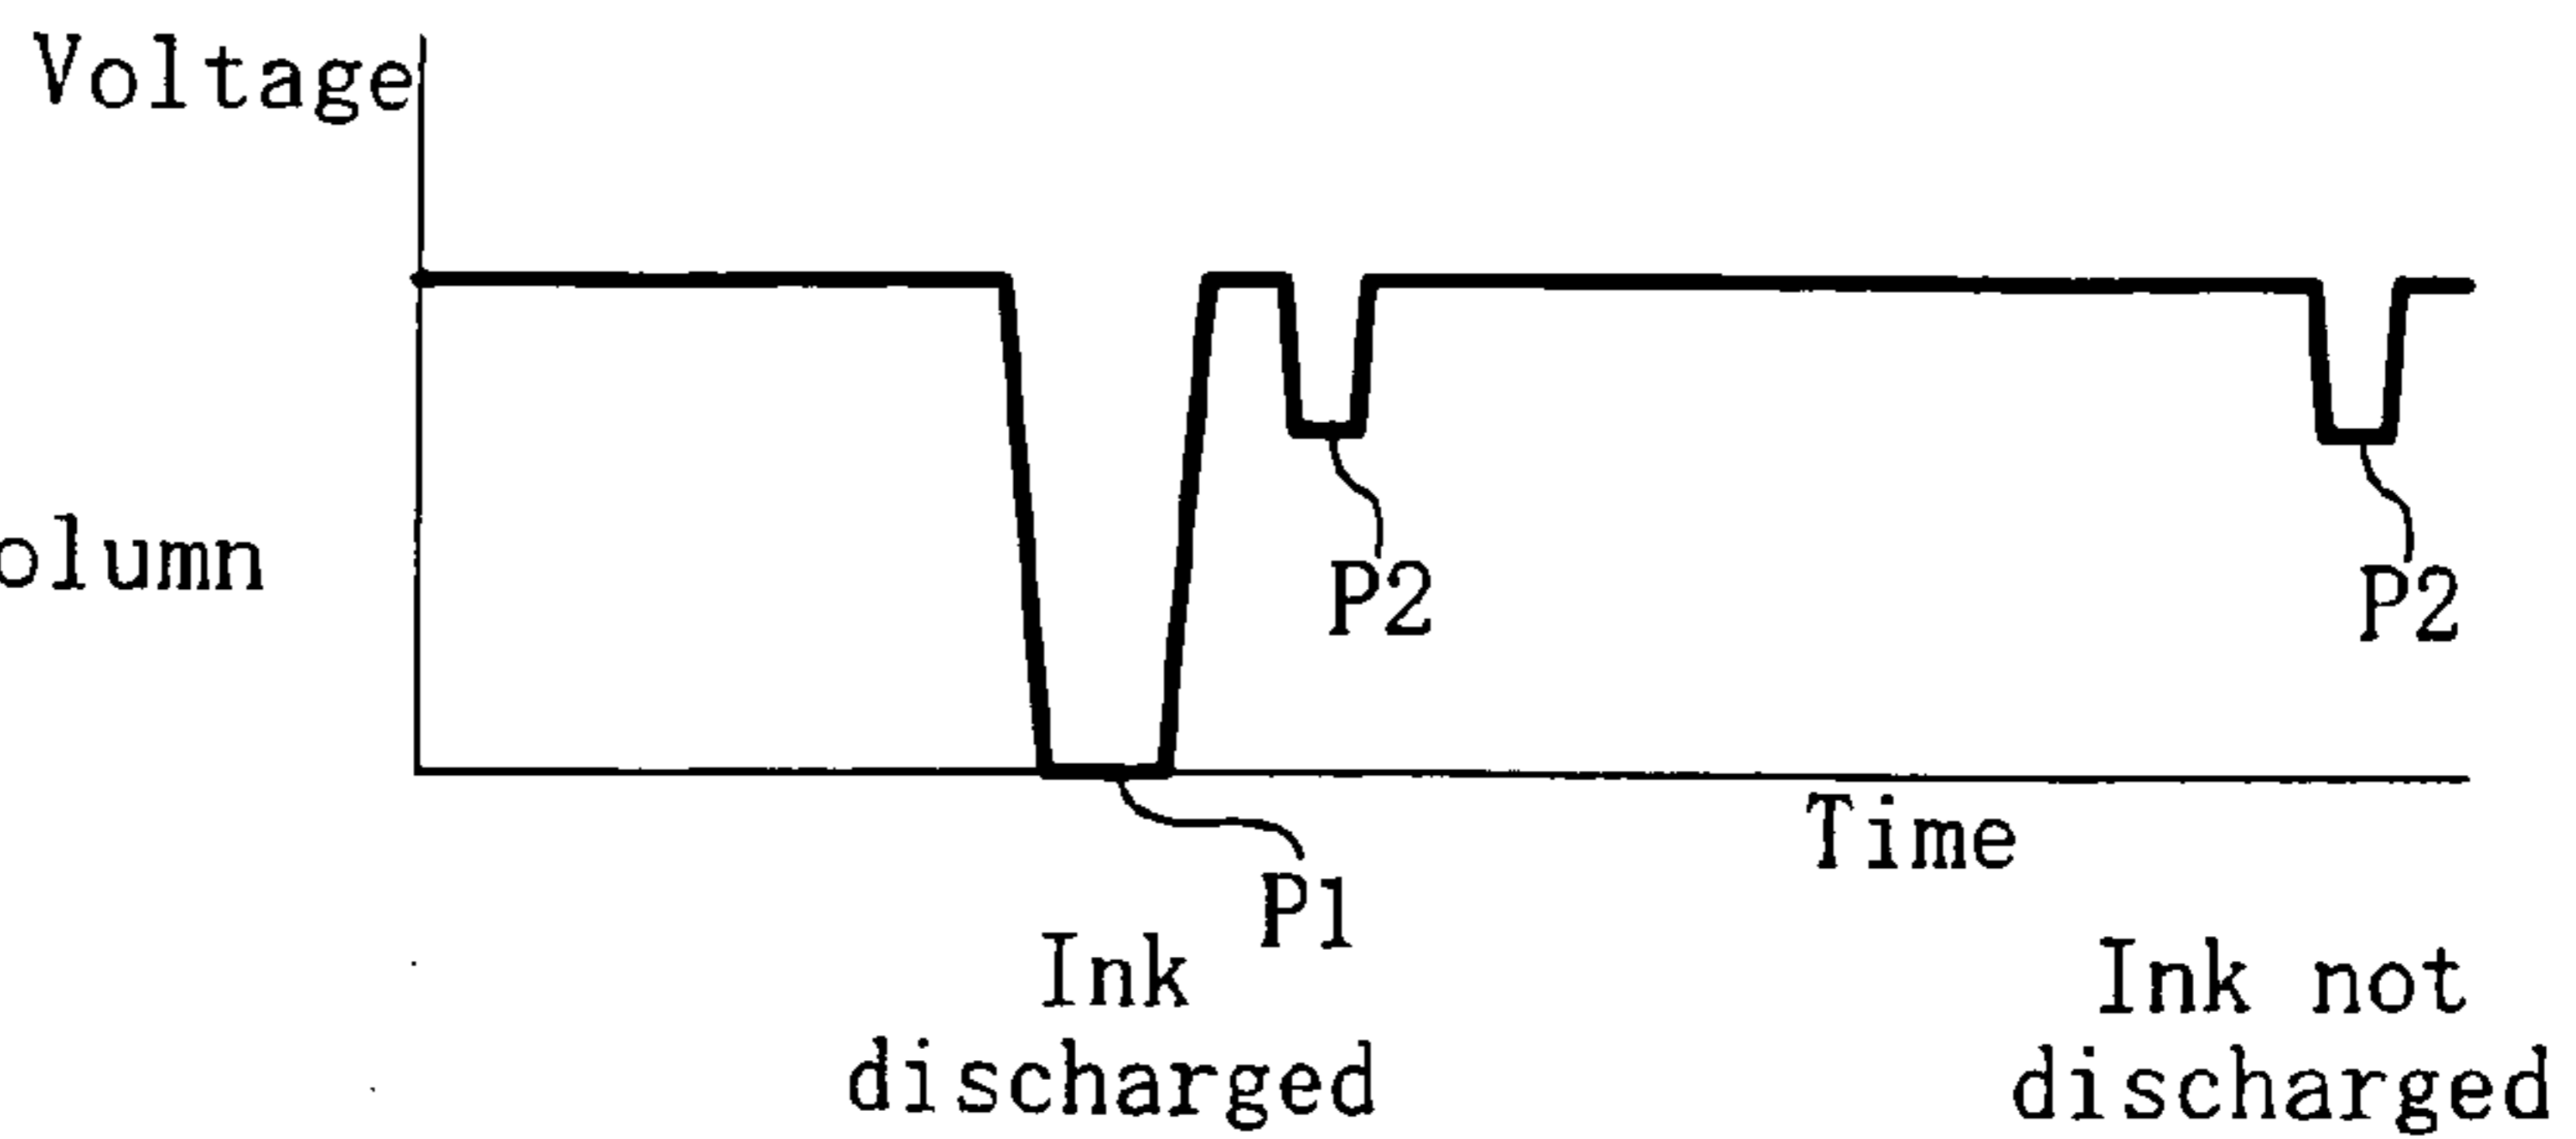 Voltage
olumn
P2
P2
Time
P1
Ink
discharged
Ink not
discharged